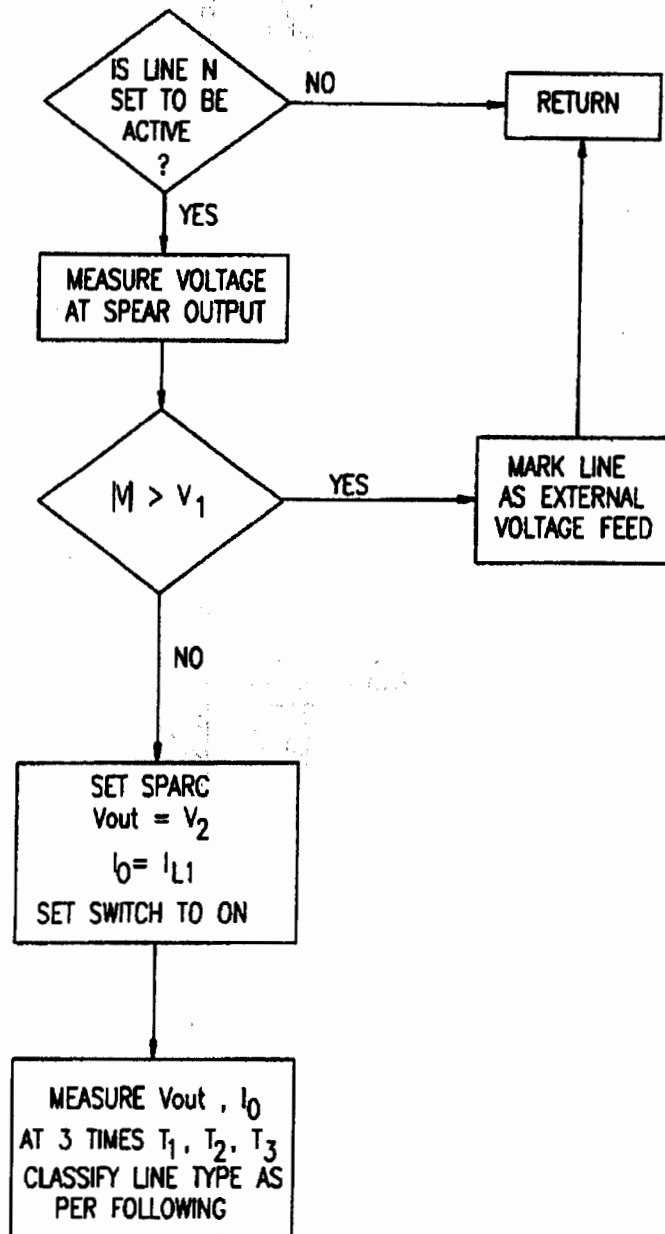 IS LINE N
SET TO BE
ACTIVE
?
NO
RETURN
YES
MEASURE VOLTAGE
AT SPEAR OUTPUT
|V| > V₁
YES
MARK LINE
AS EXTERNAL
VOLTAGE FEED
NO
SET SPARC
Vout = V₂
I₀= I_L1
SET SWITCH TO ON
MEASURE Vout , I₀
AT 3 TIMES T₁, T₂, T₃
CLASSIFY LINE TYPE AS
PER FOLLOWING